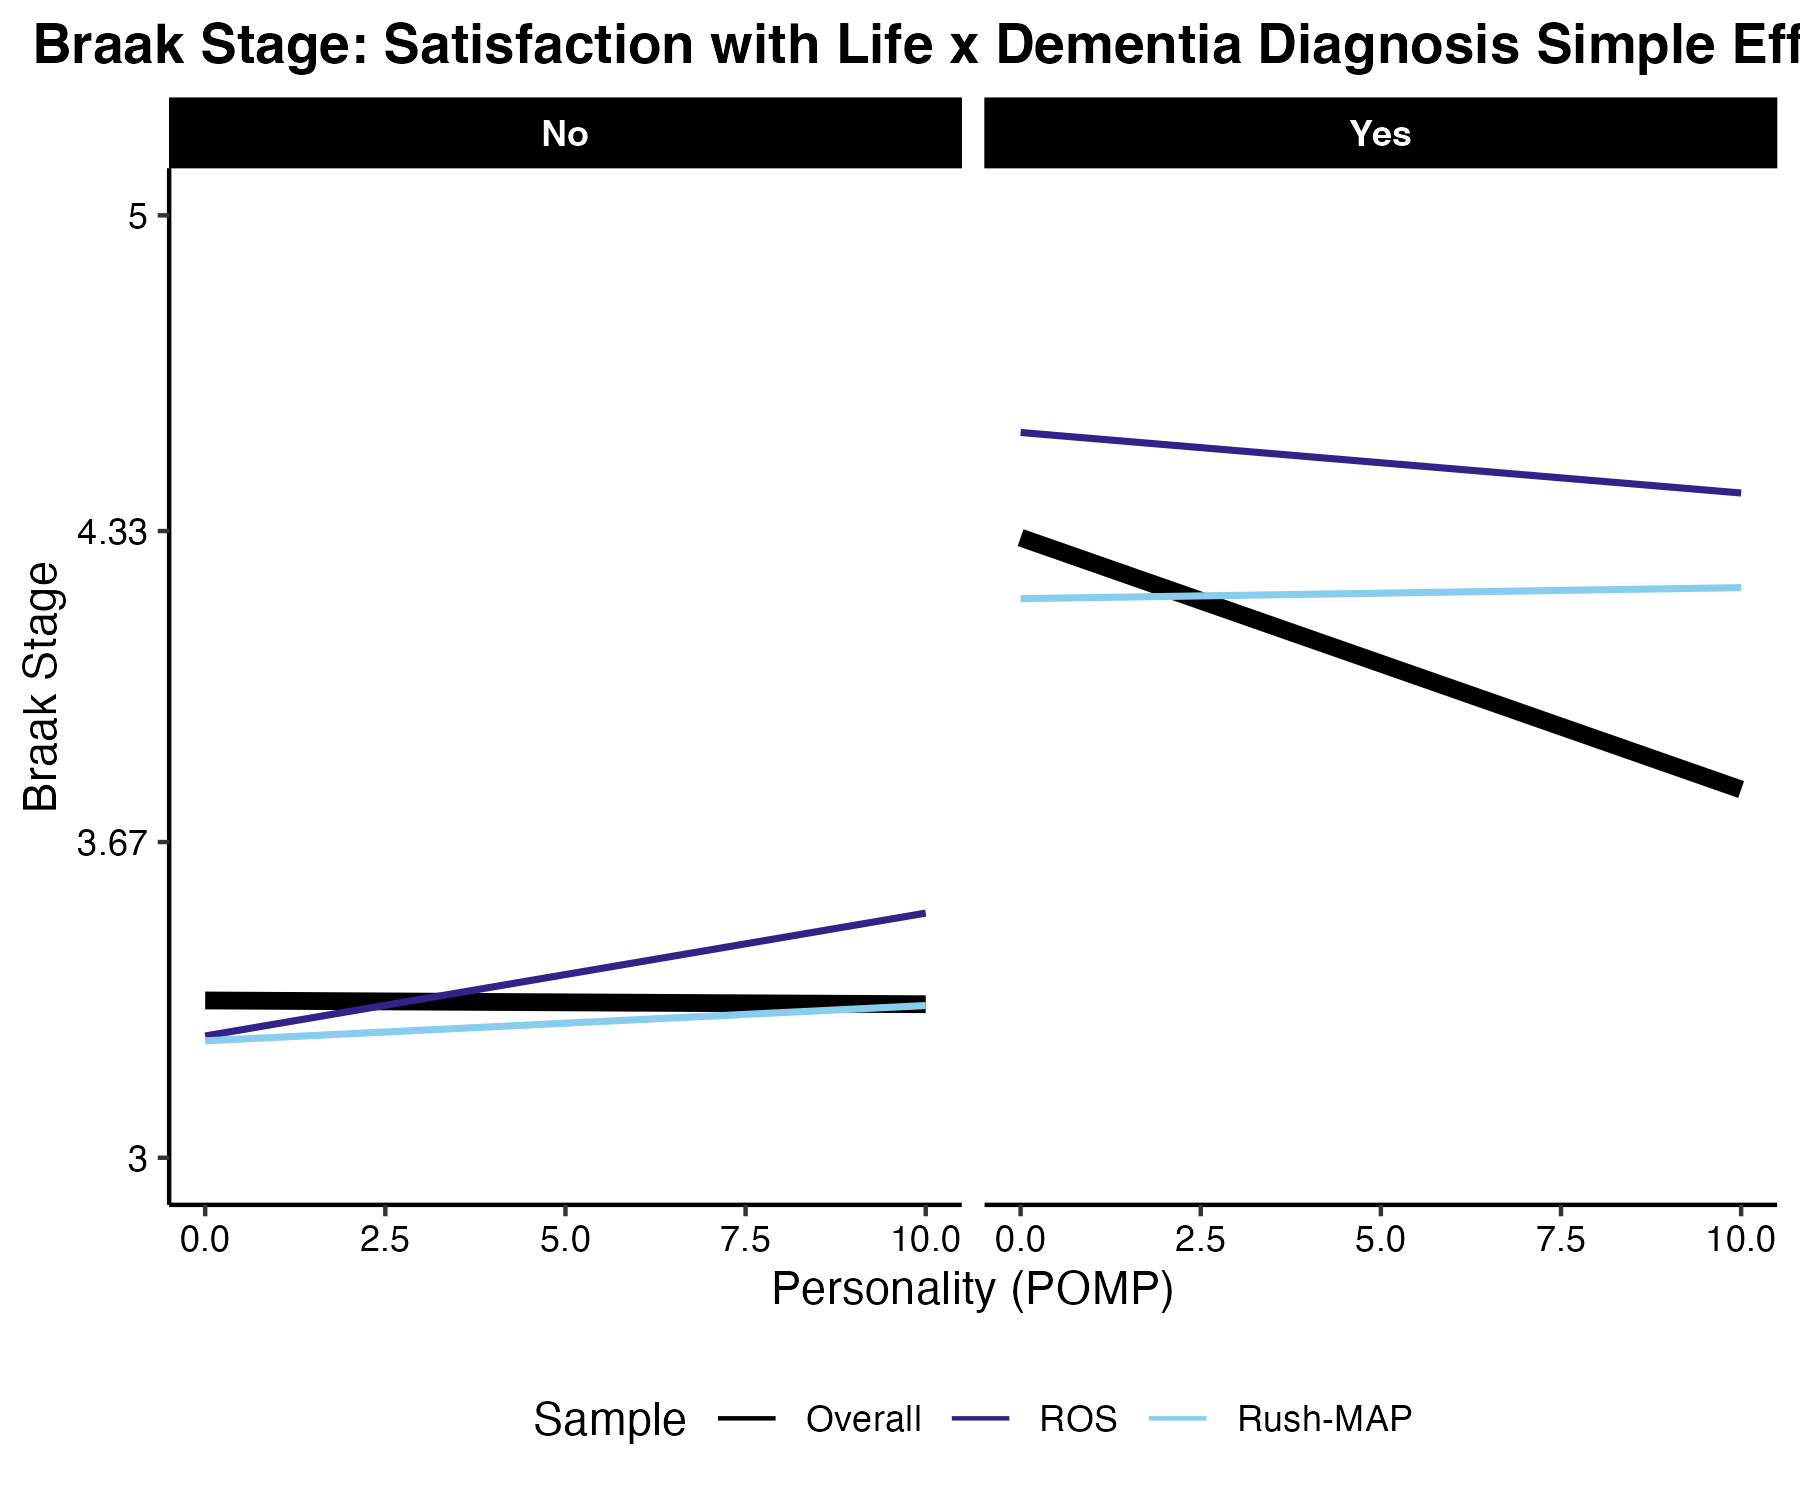 Braak Stage: Satisfaction with Life x Dementia Diagnosis Simple Eff
No
Yes
5
4.33
3.67
3
Braak Stage
0.0 2.5 5.0 7.5 10.0 0.0 2.5 5.0 7.5 10.0
Personality (POMP)
Sample Overall ROS Rush-MAP